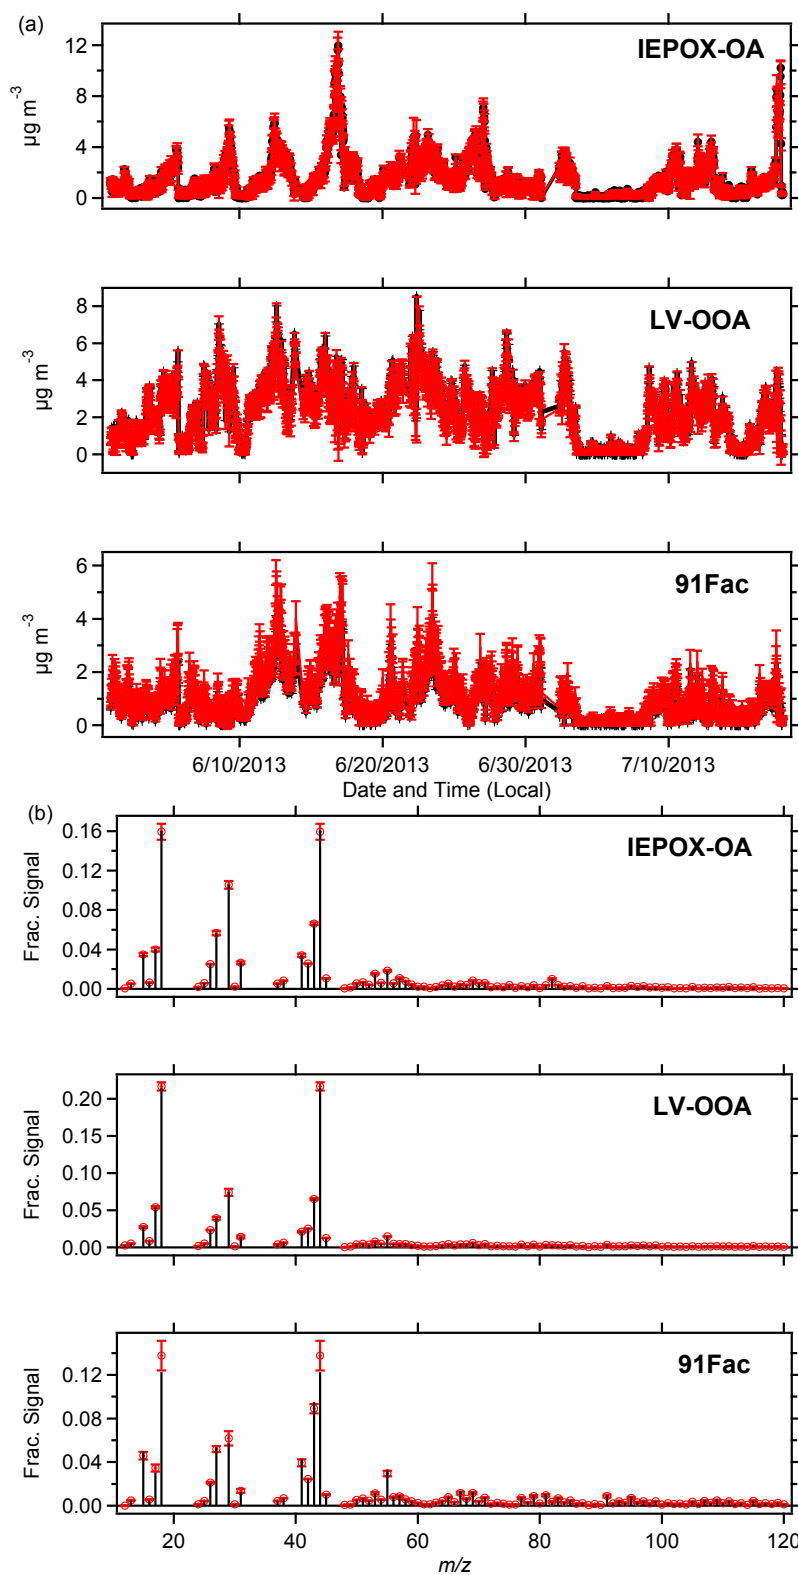 (a)
IEPOX-OA
12
8
4
0
µg m⁻³
LV-OOA
8
6
4
2
0
µg m⁻³
91Fac
6
4
2
0
µg m⁻³
6/10/2013 6/20/2013 6/30/2013 7/10/2013
Date and Time (Local)
(b)
IEPOX-OA
0.16
0.12
0.08
0.04
0.00
Frac. Signal
LV-OOA
0.20
0.15
0.10
0.05
0.00
Frac. Signal
91Fac
0.12
0.08
0.04
0.00
Frac. Signal
20 40 60 80 100 120
m/z